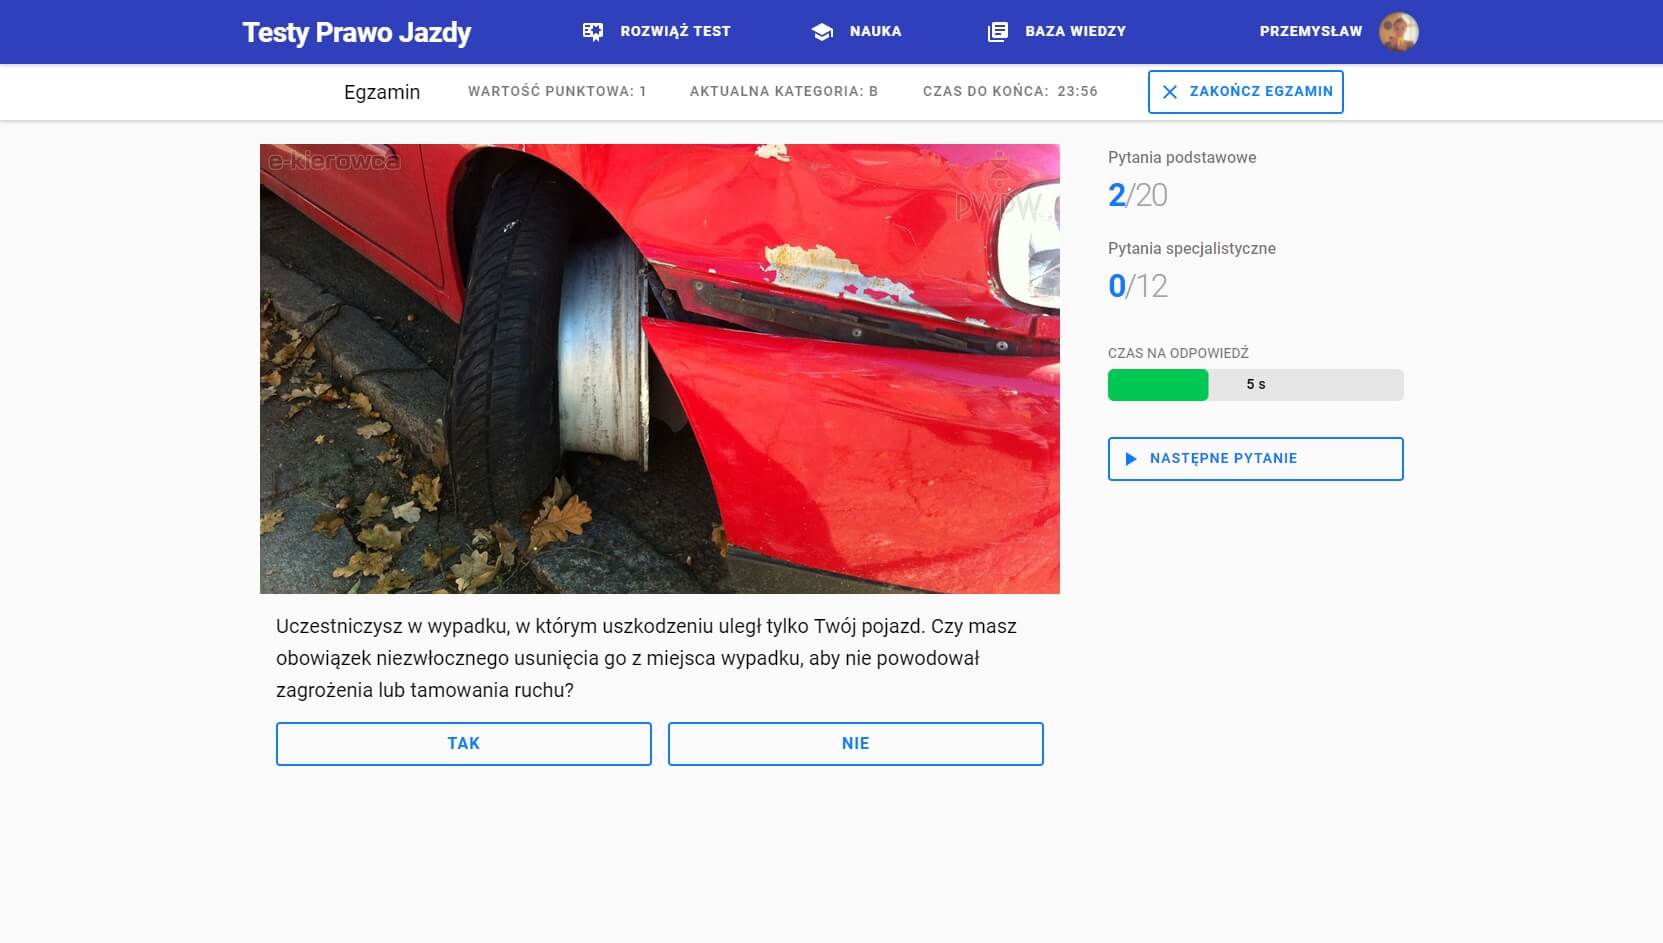 Testy Prawo Jazdy
ROZWIĄŻ TEST
NAUKA
BAZA WIEDZY
PRZEMYSŁAW
Egzamin
WARTOŚĆ PUNKTOWA: 1
AKTUALNA KATEGORIA: B
CZAS DO KOŃCA: 23:56
ZAKOŃCZ EGZAMIN
e-kierowca
PWPW
Pytania podstawowe
2/20
Pytania specjalistyczne
0/12
CZAS NA ODPOWIEDŹ
5 s
NASTĘPNE PYTANIE
Uczestniczysz w wypadku, w którym uszkodzeniu uległ tylko Twój pojazd. Czy masz
obowiązek niezwłocznego usunięcia go z miejsca wypadku, aby nie powodował
zagrożenia lub tamowania ruchu?
TAK
NIE